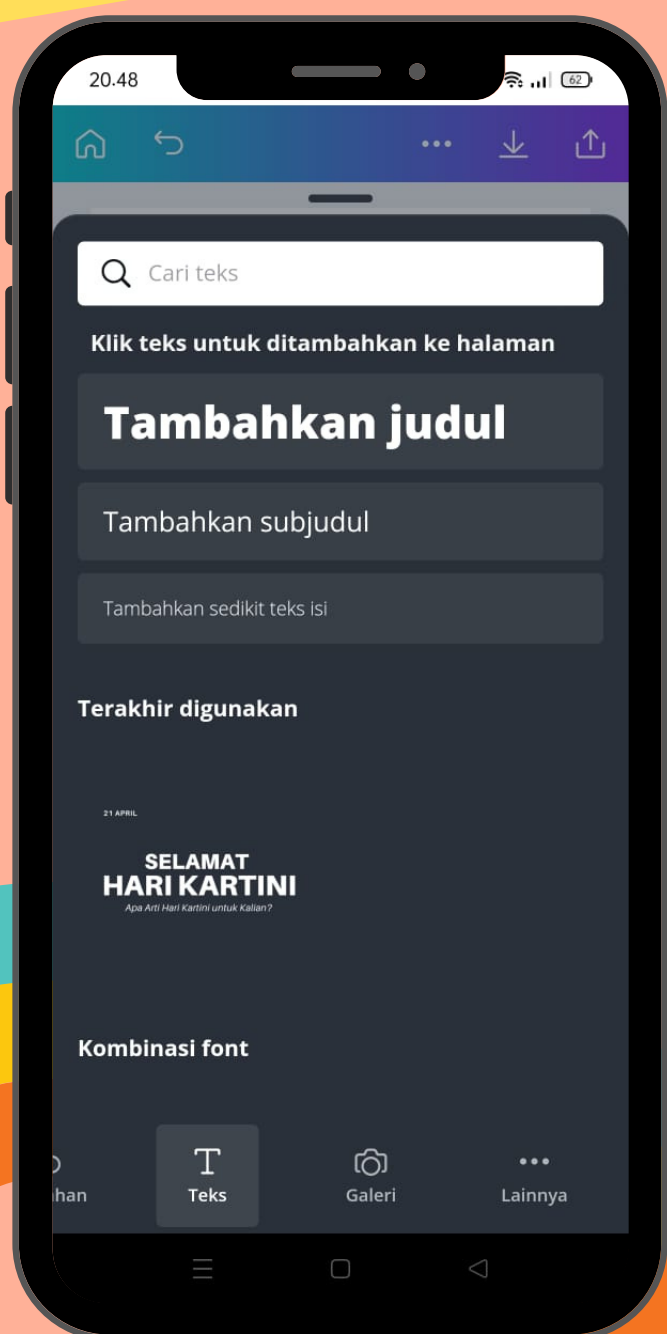 20.48
62
Cari teks
Klik teks untuk ditambahkan ke halaman
Tambahkan judul
Tambahkan subjudul
Tambahkan sedikit teks isi
Terakhir digunakan
21 APRIL
SELAMAT
HARI KARTINI
Apa Arti Hari Kartini untuk Kalian?
Kombinasi font
han
Teks
Galeri
Lainnya